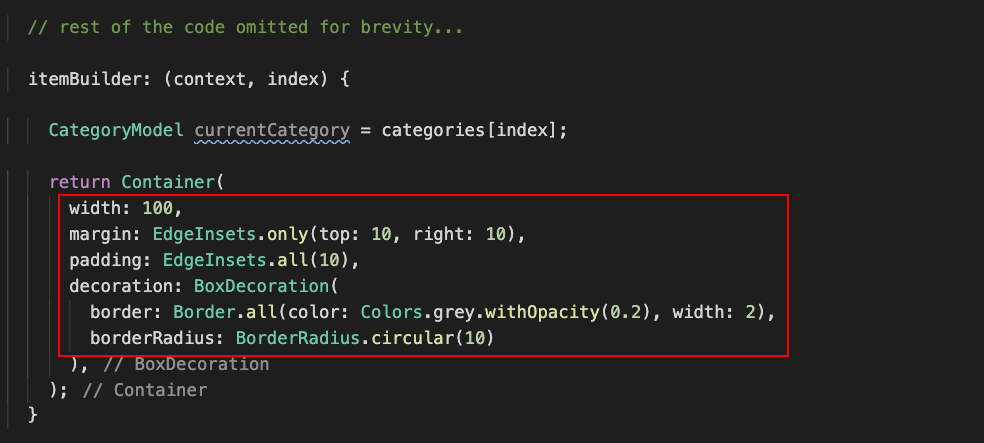 // rest of the code omitted for brevity...
itemBuilder: (context, index) {
CategoryModel currentCategory = categories[index];
return Container(
width: 100,
margin: EdgeInsets.only(top: 10, right: 10),
padding: EdgeInsets.all(10),
decoration: BoxDecoration(
border: Border.all(color: Colors.grey.withOpacity(0.2), width: 2),
borderRadius: BorderRadius.circular(10)
), // BoxDecoration
); // Container
}